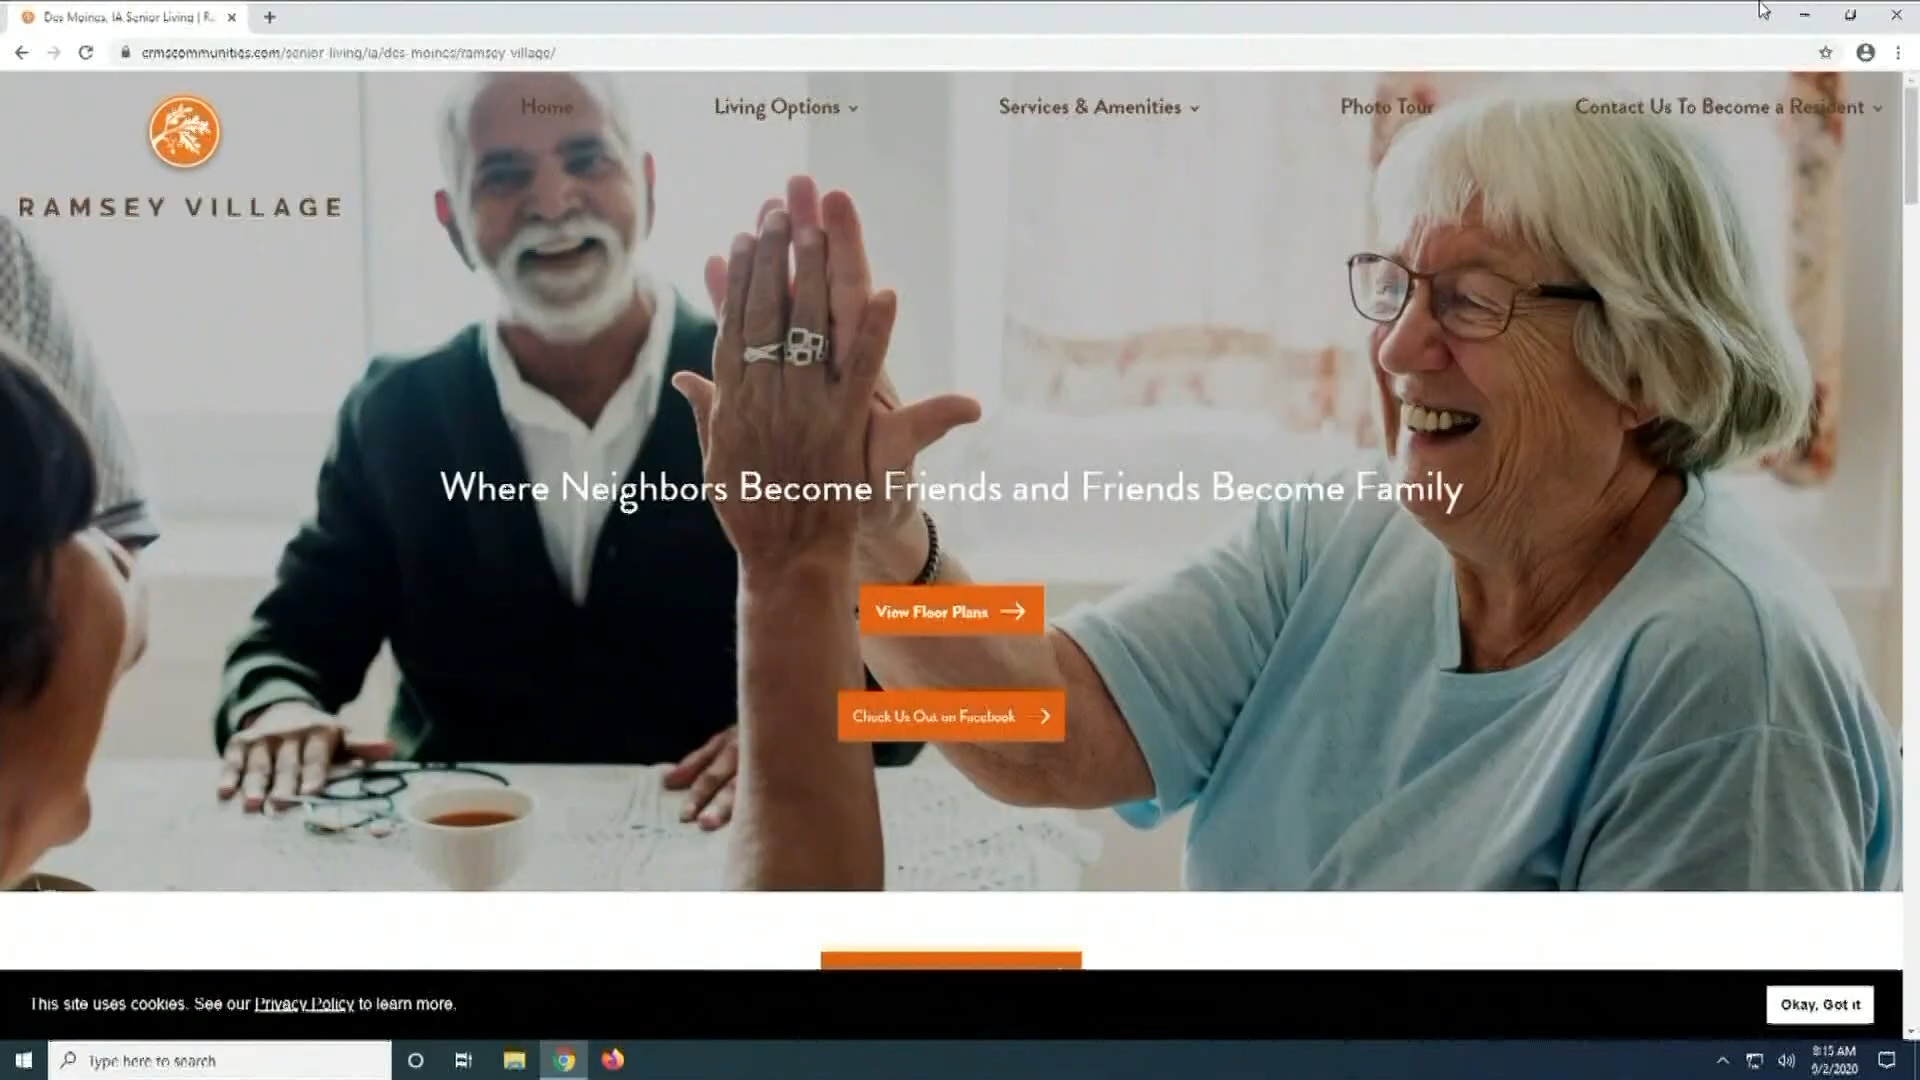 Des Moines, IA Senior Living | R
crmscommunities.com/senior-living/ia/des-moines/ramsey-village/
Home
Living Options
Services & Amenities
Photo Tour
Contact Us To Become a Resident
RAMSEY VILLAGE
Where Neighbors Become Friends and Friends Become Family
View Floor Plans
Check Us Out on Facebook
This site uses cookies. See our Privacy Policy to learn more.
Okay, Got it
Type here to search
9:15 AM
9/2/2020